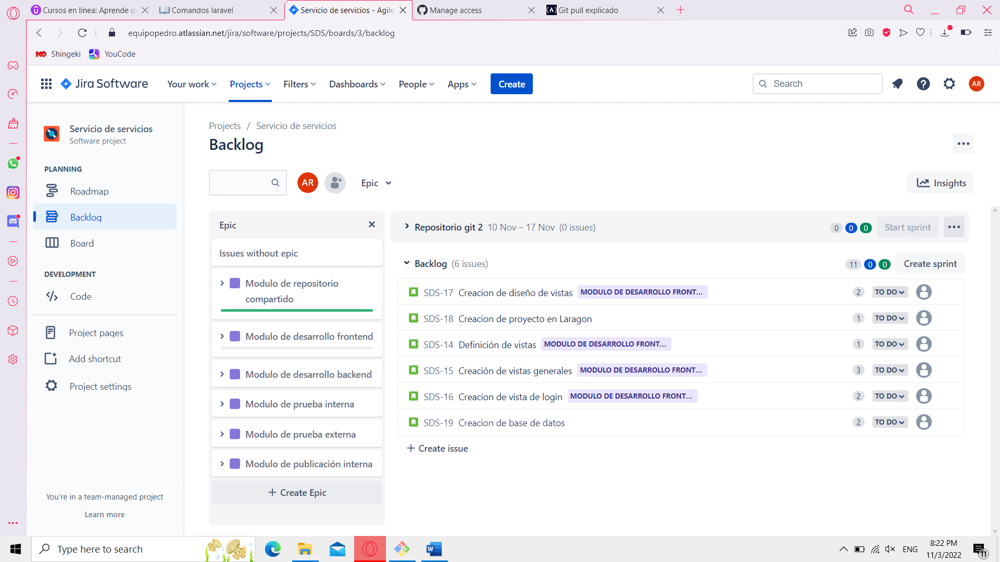 Cursos en línea: Aprende d
Comandos laravel
Servicio de servicios - Agile
Manage access
Git pull explicado
equipopedro.atlassian.net/jira/software/projects/SDS/boards/3/backlog
Shingeki
YouCode
Jira Software
Your work
Projects
Filters
Dashboards
People
Apps
Create
Search
AR
Servicio de servicios
Software project
PLANNING
Roadmap
Backlog
Board
DEVELOPMENT
Code
Project pages
Add shortcut
Project settings
You're in a team-managed project
Learn more
Projects / Servicio de servicios
Backlog
AR
Epic
Insights
Epic
Issues without epic
Modulo de repositorio
compartido
Modulo de desarrollo frontend
Modulo de desarrollo backend
Modulo de prueba interna
Modulo de prueba externa
Modulo de publicación interna
+ Create Epic
Repositorio git 2 10 Nov – 17 Nov (0 issues)
0 0 0 Start sprint
Backlog (6 issues)
11 0 0 Create sprint
SDS-17 Creacion de diseño de vistas MODULO DE DESARROLLO FRONT... 2 TO DO
SDS-18 Creacion de proyecto en Laragon 1 TO DO
SDS-14 Definición de vistas MODULO DE DESARROLLO FRONT... 1 TO DO
SDS-15 Creación de vistas generales MODULO DE DESARROLLO FRONT... 3 TO DO
SDS-16 Creacion de vista de login MODULO DE DESARROLLO FRONT... 2 TO DO
SDS-19 Creacion de base de datos 2 TO DO
+ Create issue
Type here to search
ENG
8:22 PM
11/3/2022
11